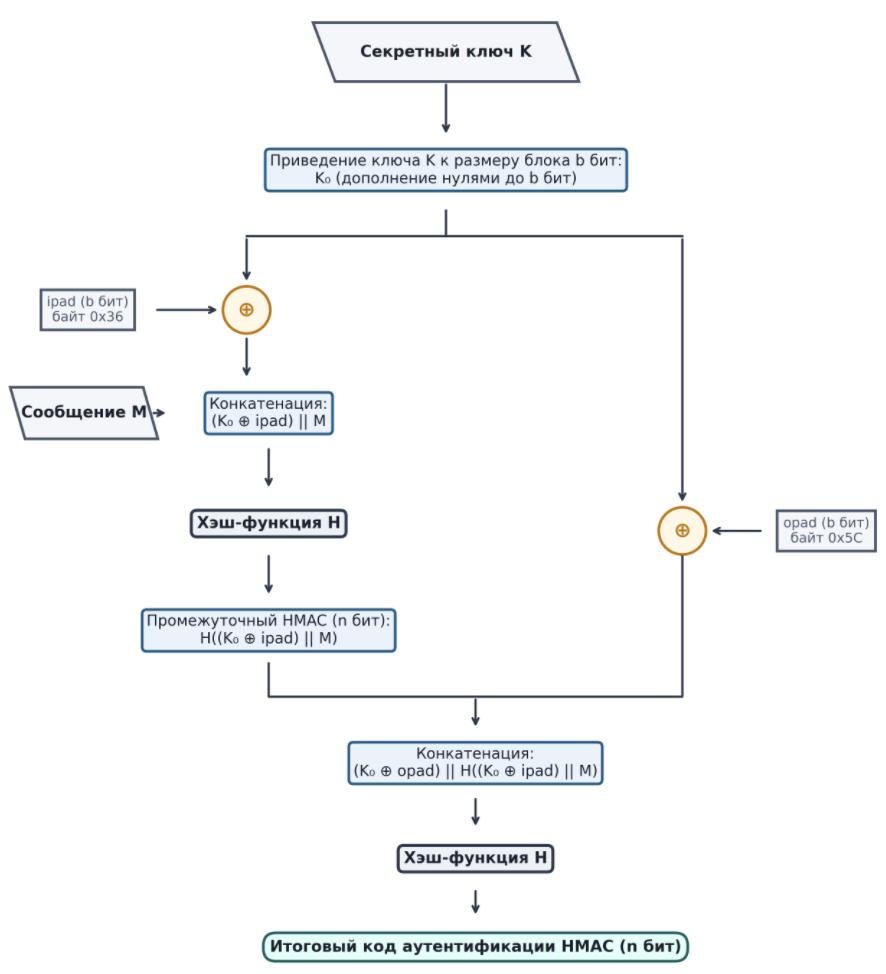 Секретный ключ K
Приведение ключа K к размеру блока b бит:
K₀ (дополнение нулями до b бит)
ipad (b бит)
байт 0x36
⊕
Сообщение M
Конкатенация:
(K₀ ⊕ ipad) || M
Хэш-функция H
⊕
opad (b бит)
байт 0x5C
Промежуточный HMAC (n бит):
H((K₀ ⊕ ipad) || M)
Конкатенация:
(K₀ ⊕ opad) || H((K₀ ⊕ ipad) || M)
Хэш-функция H
Итоговый код аутентификации HMAC (n бит)